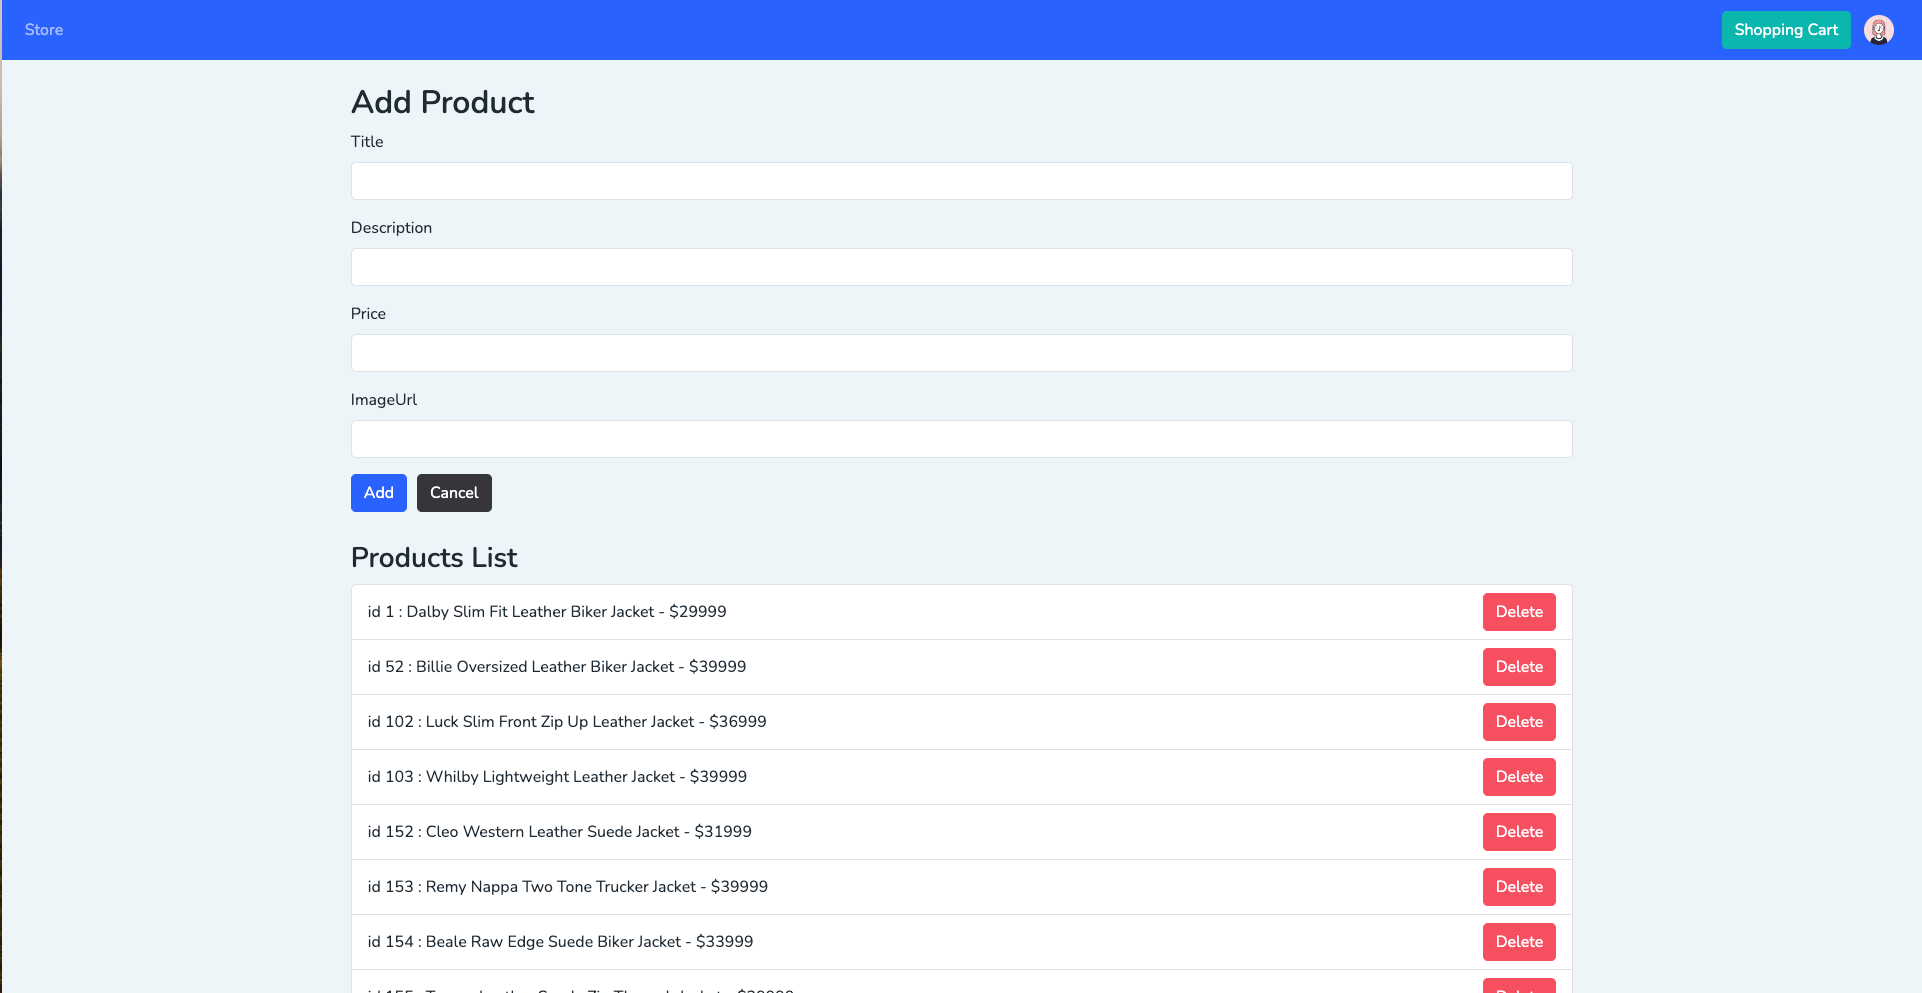 Store
Shopping Cart
Add Product
Title
Description
Price
ImageUrl
Add Cancel
Products List
id 1 : Dalby Slim Fit Leather Biker Jacket - $29999 Delete
id 52 : Billie Oversized Leather Biker Jacket - $39999 Delete
id 102 : Luck Slim Front Zip Up Leather Jacket - $36999 Delete
id 103 : Whilby Lightweight Leather Jacket - $39999 Delete
id 152 : Cleo Western Leather Suede Jacket - $31999 Delete
id 153 : Remy Nappa Two Tone Trucker Jacket - $39999 Delete
id 154 : Beale Raw Edge Suede Biker Jacket - $33999 Delete